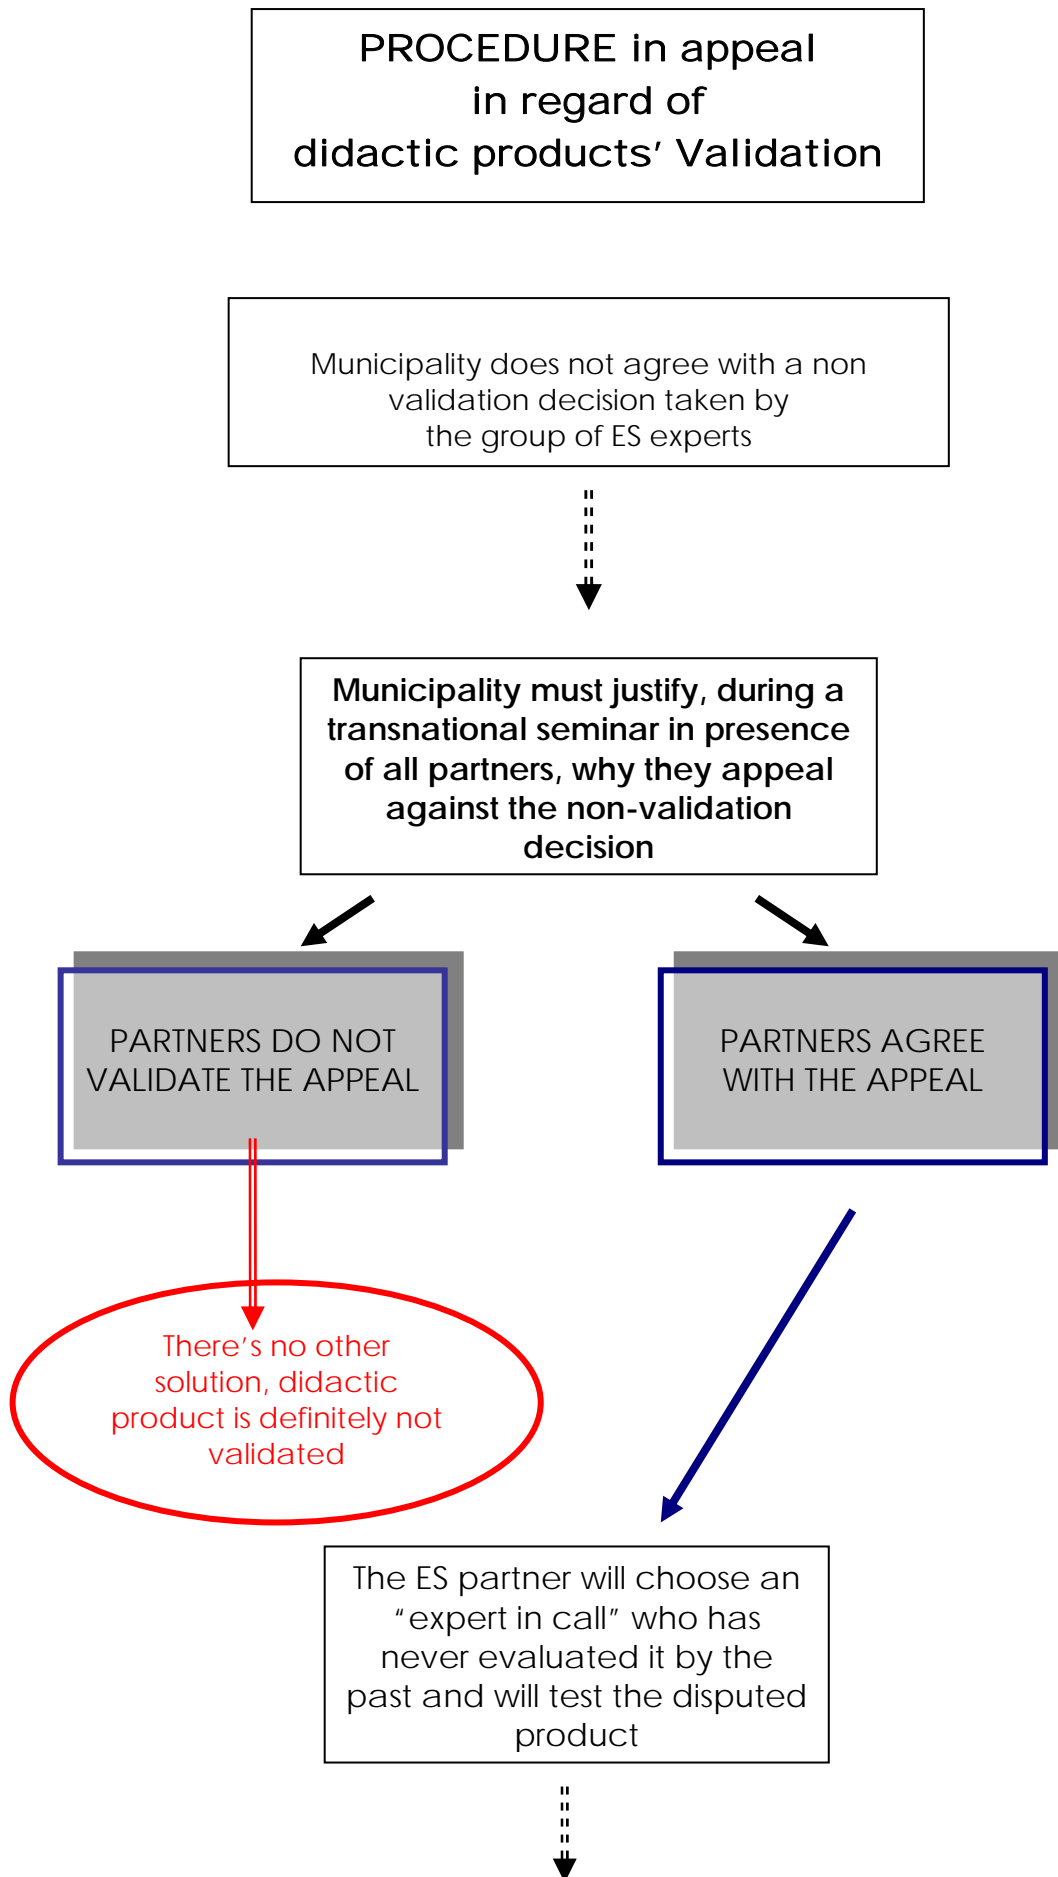 PROCEDURE in appeal
in regard of
didactic products’ Validation
Municipality does not agree with a non
validation decision taken by
the group of ES experts
Municipality must justify, during a
transnational seminar in presence
of all partners, why they appeal
against the non-validation
decision
PARTNERS DO NOT
VALIDATE THE APPEAL
PARTNERS AGREE
WITH THE APPEAL
There’s no other
solution, didactic
product is definitely not
validated
The ES partner will choose an
“expert in call” who has
never evaluated it by the
past and will test the disputed
product